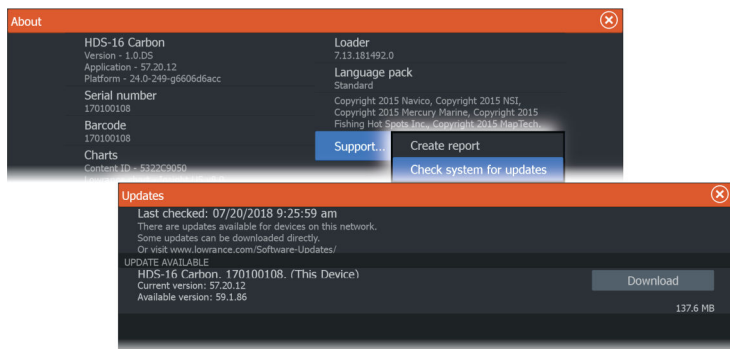 About
HDS-16 Carbon
Version - 1.0.DS
Application - 57.20.12
Platform - 24.0-249-g6606d6acc
Serial number
170100108
Barcode
170100108
Charts
Content ID - 5322C9050
Loader
7.13.181492.0
Language pack
Standard
Copyright 2015 Navico, Copyright 2015 NSI,
Copyright 2015 Mercury Marine, Copyright 2015
Fishing Hot Spots Inc., Copyright 2015 MapTech.
Support...
Create report
Check system for updates
Updates
Last checked: 07/20/2018 9:25:59 am
There are updates available for devices on this network.
Some updates can be downloaded directly.
Or visit www.lowrance.com/Software-Updates/
UPDATE AVAILABLE
HDS-16 Carbon, 170100108, (This Device)
Current version: 57.20.12
Available version: 59.1.86
Download
137.6 MB